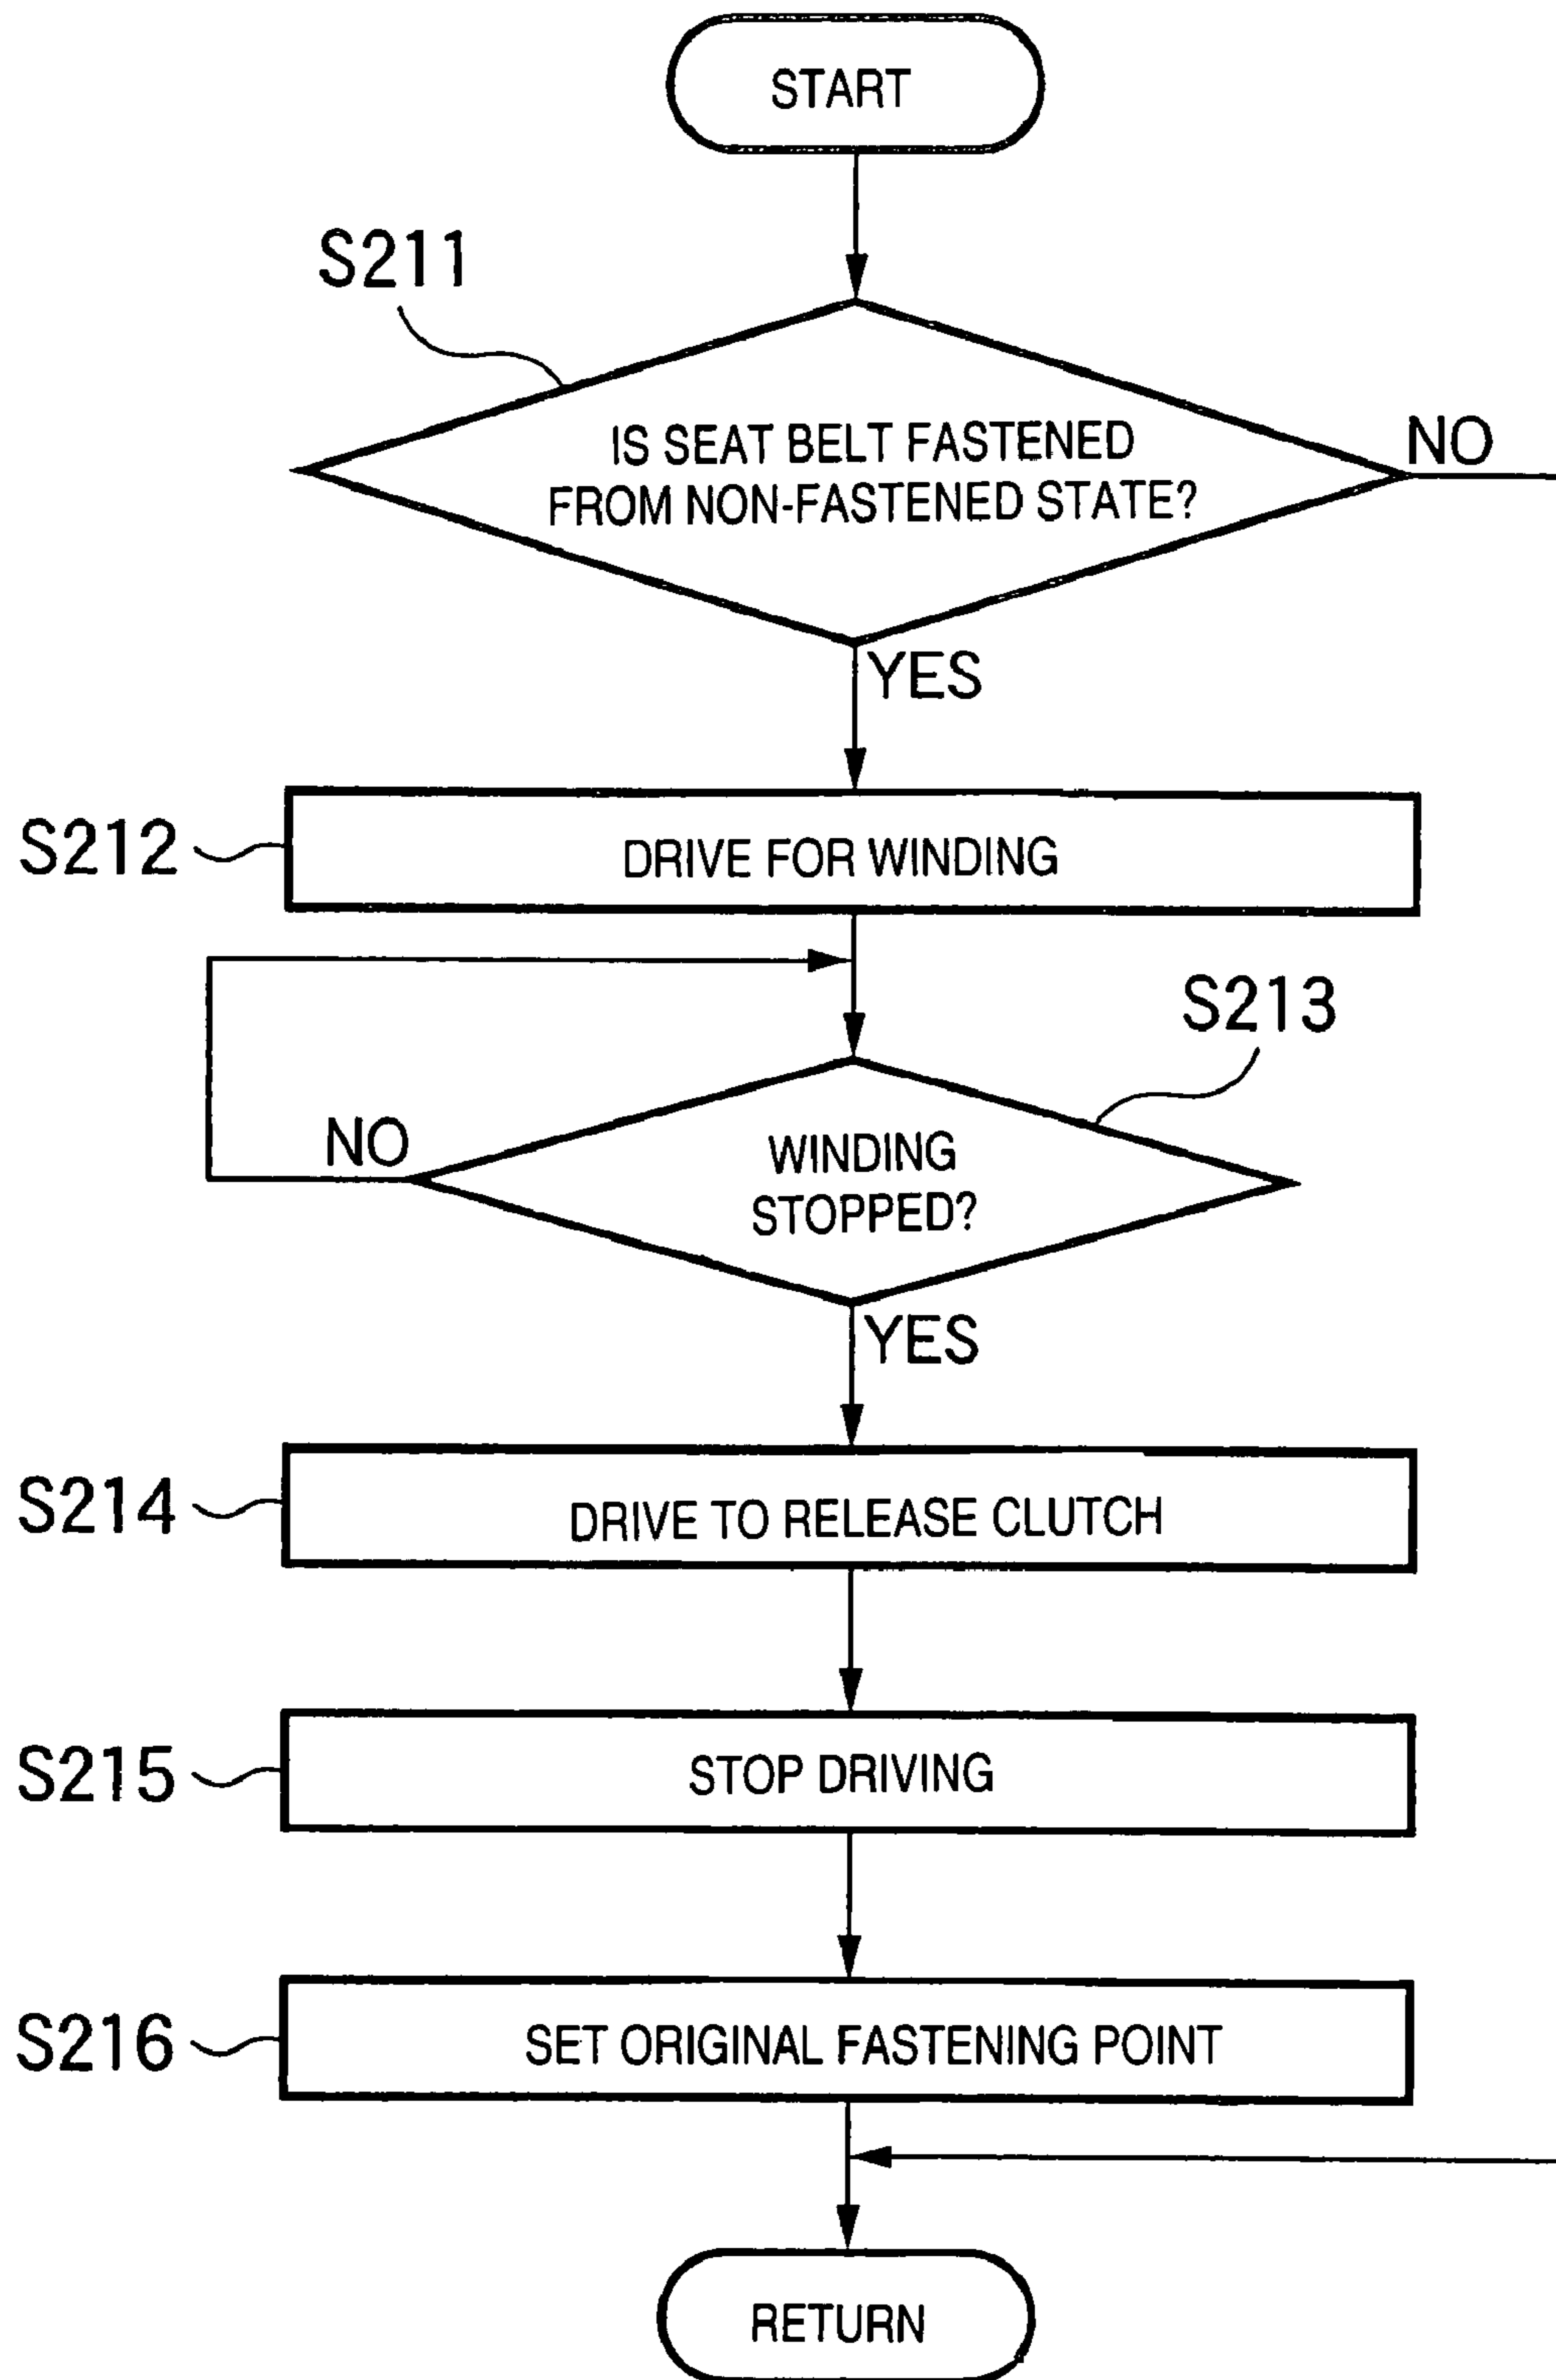 START
S211
IS SEAT BELT FASTENED
FROM NON-FASTENED STATE?
NO
YES
S212
DRIVE FOR WINDING
S213
NO
WINDING
STOPPED?
YES
S214
DRIVE TO RELEASE CLUTCH
S215
STOP DRIVING
S216
SET ORIGINAL FASTENING POINT
RETURN